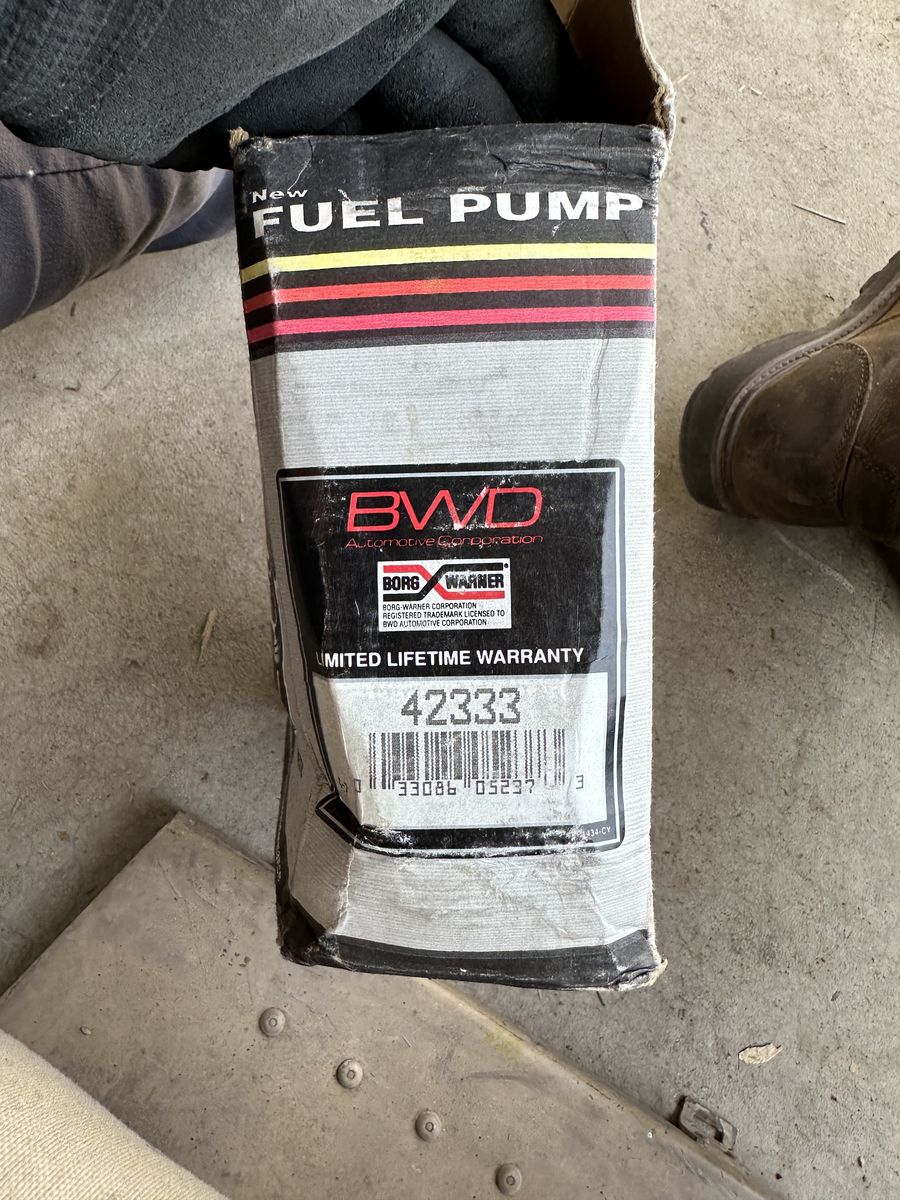 New
FUEL PUMP
BWD
Automotive Corporation
BORG WARNER
BORG-WARNER CORPORATION
REGISTERED TRADEMARK LICENSED TO
BWD AUTOMOTIVE CORPORATION
LIMITED LIFETIME WARRANTY
42333
0 33086 05237 3